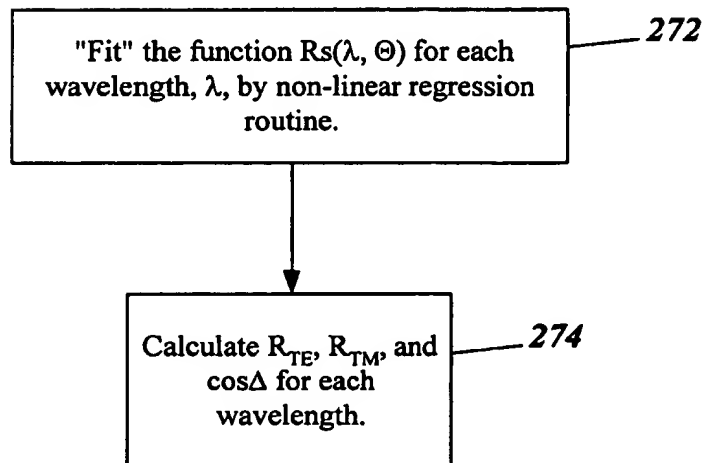 "Fit" the function Rs(λ, Θ) for each
wavelength, λ, by non-linear regression
routine.
272
Calculate R_TE, R_TM, and
cosΔ for each
wavelength.
274